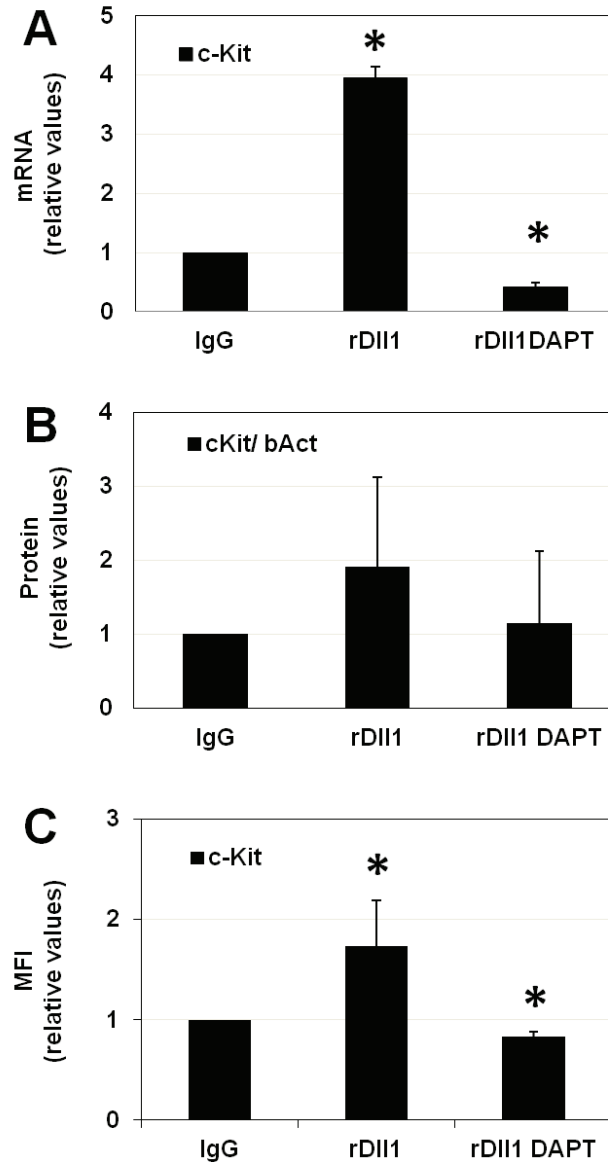 A
c-Kit
mRNA
(relative values)
5
4
3
2
1
0
*
*
IgG
rDll1
rDll1DAPT
B
cKit/ bAct
Protein
(relative values)
4
3
2
1
0
IgG
rDll1
rDll1 DAPT
C
c-Kit
MFI
(relative values)
3
2
1
0
*
*
IgG
rDll1
rDll1 DAPT